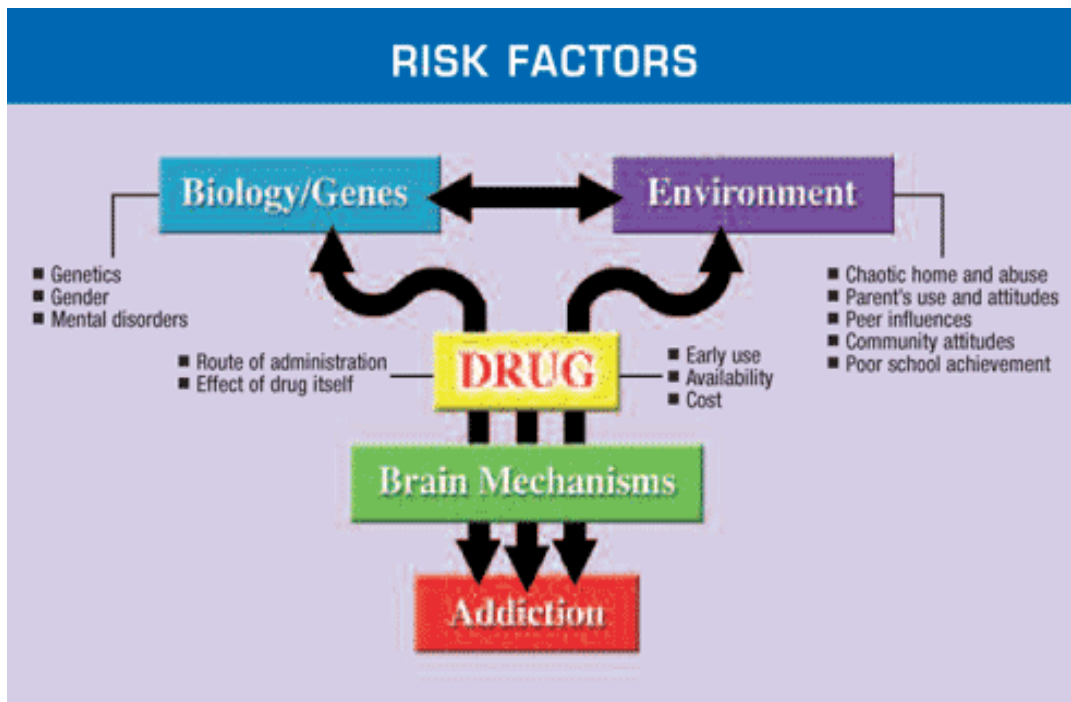 RISK FACTORS
Biology/Genes
Environment
■ Genetics
■ Gender
■ Mental disorders
■ Chaotic home and abuse
■ Parent's use and attitudes
■ Peer influences
■ Community attitudes
■ Poor school achievement
■ Route of administration
■ Effect of drug itself
DRUG
■ Early use
■ Availability
■ Cost
Brain Mechanisms
Addiction